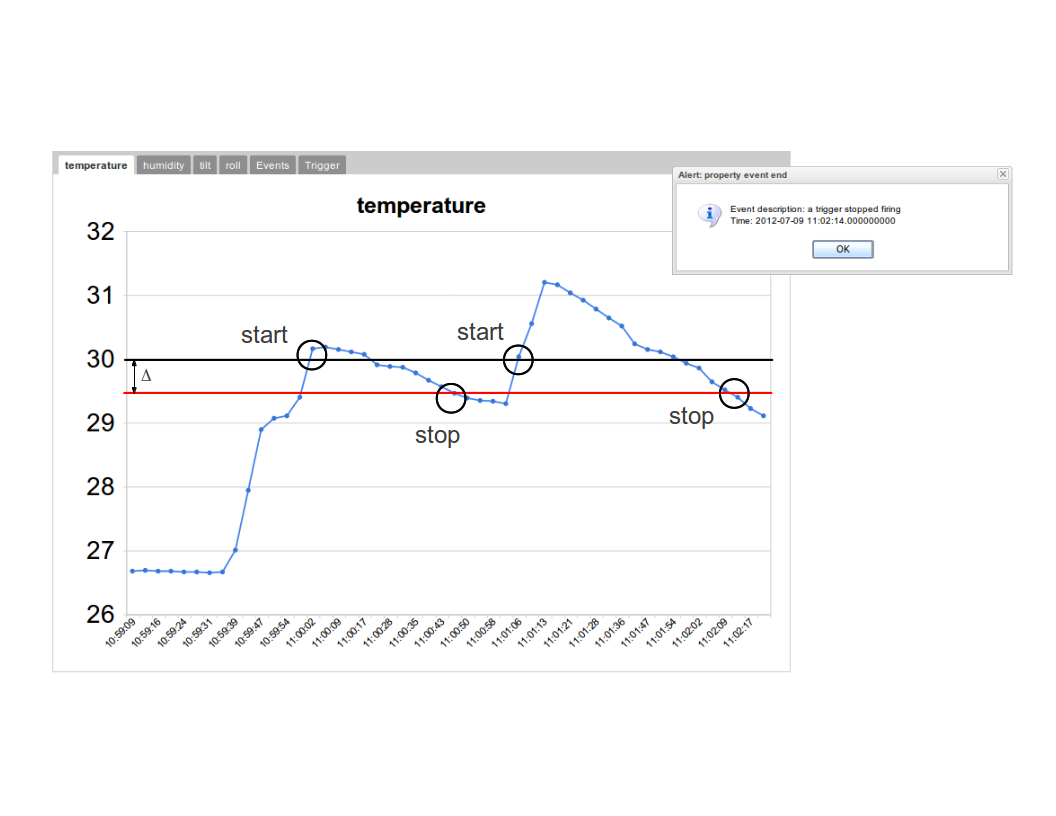 temperature humidity tilt roll Events Trigger
Alert: property event end
Event description: a trigger stopped firing
Time: 2012-07-09 11:02:14.000000000
OK
temperature
32
31
30
29
28
27
26
start
start
Δ
stop
stop
10:59:09 10:59:16 10:59:24 10:59:31 10:59:39 10:59:47 10:59:54 11:00:02 11:00:09 11:00:17 11:00:28 11:00:35 11:00:43 11:00:50 11:00:58 11:01:06 11:01:13 11:01:21 11:01:28 11:01:36 11:01:47 11:01:54 11:02:02 11:02:09 11:02:17